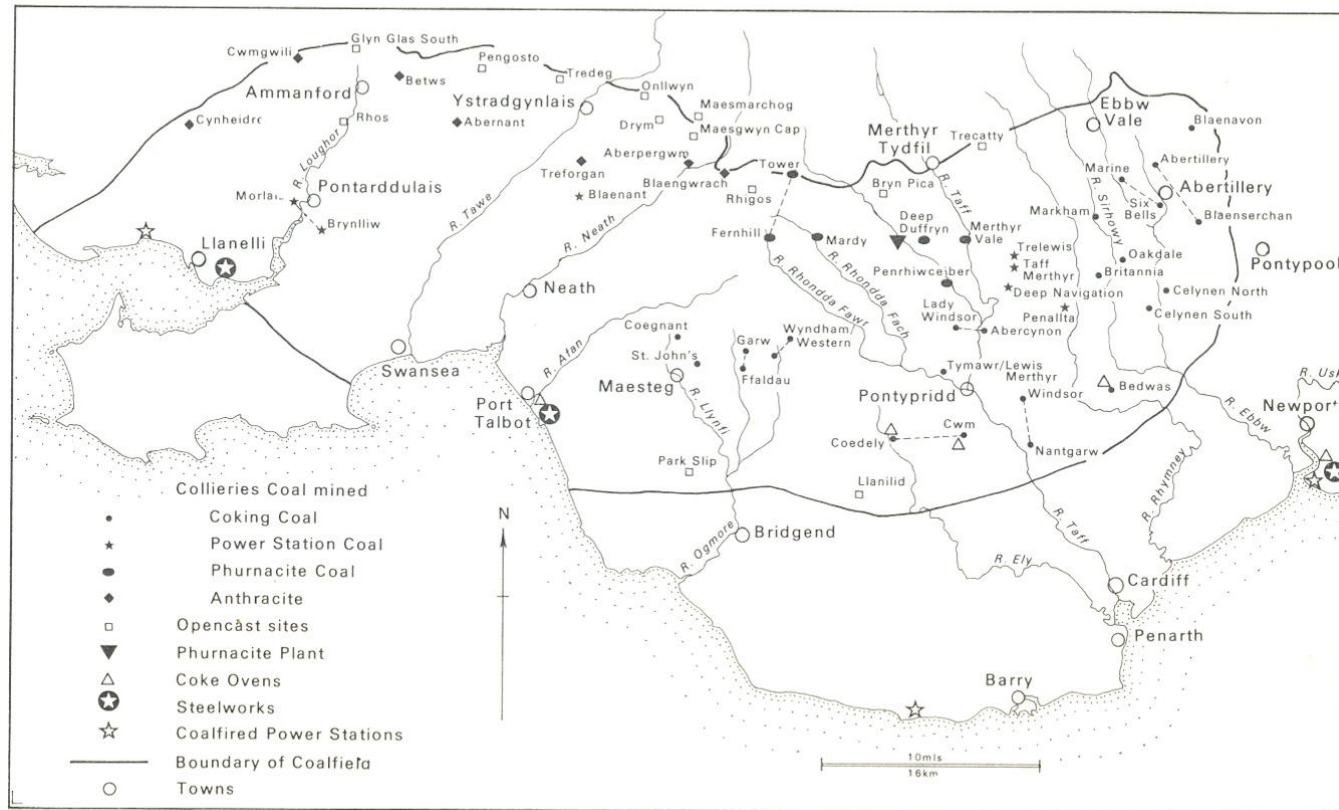 Glyn Glas South
Cwmgwili
Pengosto
Betws
Tredeg
Ammanford
Onllwyn
Ystradgynlais
Maesmarchog
Ebbw
Vale
Cynheidre
Rhos
Abernant
Drym
Maesgwyn Cap
Merthyr
Tydfil
Trecatty
Blaenavon
R. Loughor
Treforgan
Aberpergwm
Tower
Marine
Abertillery
Blaengwrach
Bryn Pica
R. Taff
R. Sirhowy
Abertillery
Morlais
Pontarddulais
Blaenant
Rhigos
Six
Bells
Brynlliw
R. Tawe
R. Neath
Fernhill
Mardy
Deep
Duffryn
Merthyr
Vale
Markham
Blaenserchan
Llanelli
Trelewis
Taff
Merthyr
Oakdale
Pontypool
Britannia
Penrhiwceiber
Neath
R. Rhondda Fawr
R. Rhondda Fach
Deep Navigation
Celynen North
Lady
Windsor
Penallta
Celynen South
Coegnant
Wyndham
Western
Abercynon
Garw
R. Afan
St. John's
Swansea
Ffaldau
Tymawr/Lewis
Merthyr
Maesteg
R. Usk
Port
Talbot
R. Llynfi
Pontypridd
Windsor
Bedwas
R. Ebbw
Newport
Cwm
Coedely
Nantgarw
Park Slip
R. Rhymney
Llanilid
R. Taff
R. Ogmore
Bridgend
R. Ely
Cardiff
Penarth
Barry
N
10mls
16km
Collieries Coal mined
Coking Coal
Power Station Coal
Phurnacite Coal
Anthracite
Opencast sites
Phurnacite Plant
Coke Ovens
Steelworks
Coalfired Power Stations
Boundary of Coalfield
Towns